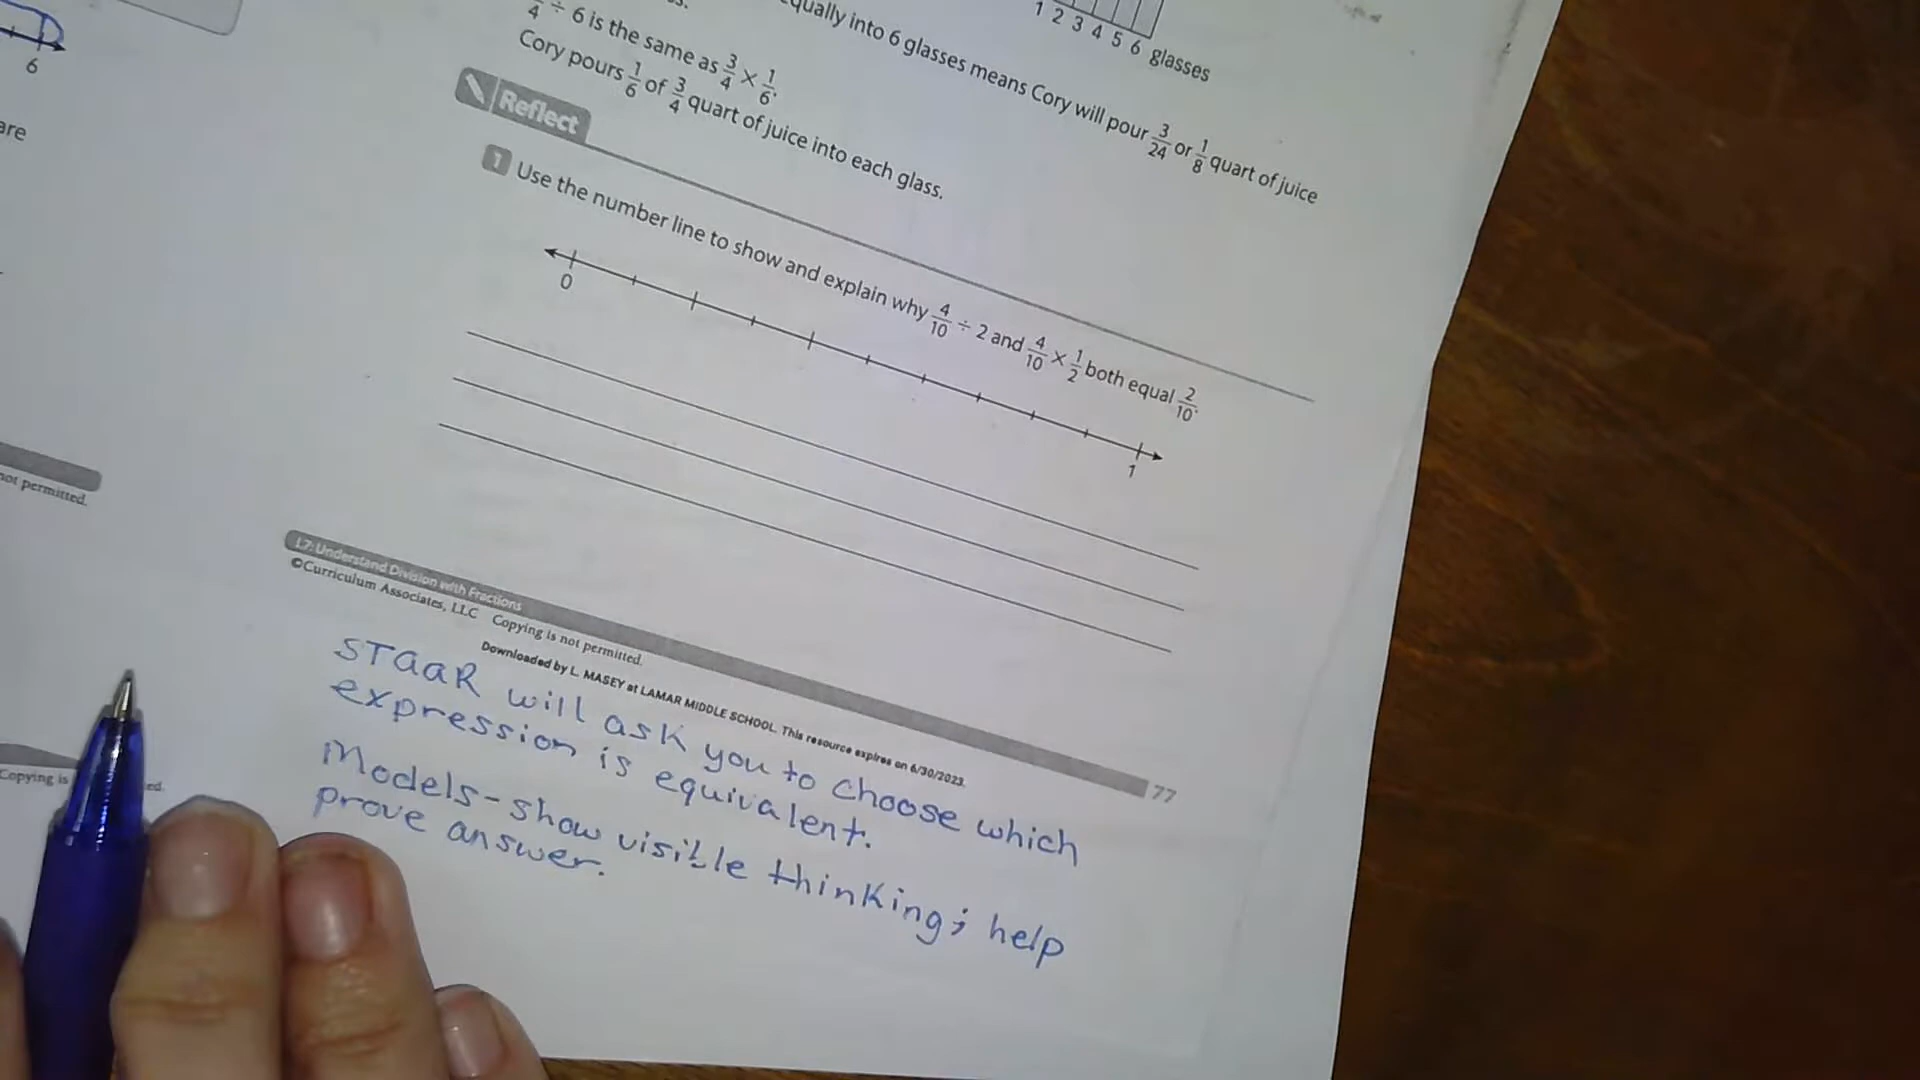 6
are
not permitted.
Copying is
ed.
1 2 3 4 5 6 glasses
qually into 6 glasses means Cory will pour 3/24 or 1/8 quart of juice
4 ÷ 6 is the same as 3/4 × 1/6.
Cory pours 1/6 of 3/4 quart of juice into each glass.
Reflect
1 Use the number line to show and explain why 4/10 ÷ 2 and 4/10 × 1/2 both equal 2/10.
0
1
L7: Understand Division with Fractions
©Curriculum Associates, LLC Copying is not permitted.
77
Downloaded by L. MASEY at LAMAR MIDDLE SCHOOL. This resource expires on 6/30/2023.
STaaR will ask you to choose which
expression is equivalent.
Models-show visible thinking; help
prove answer.